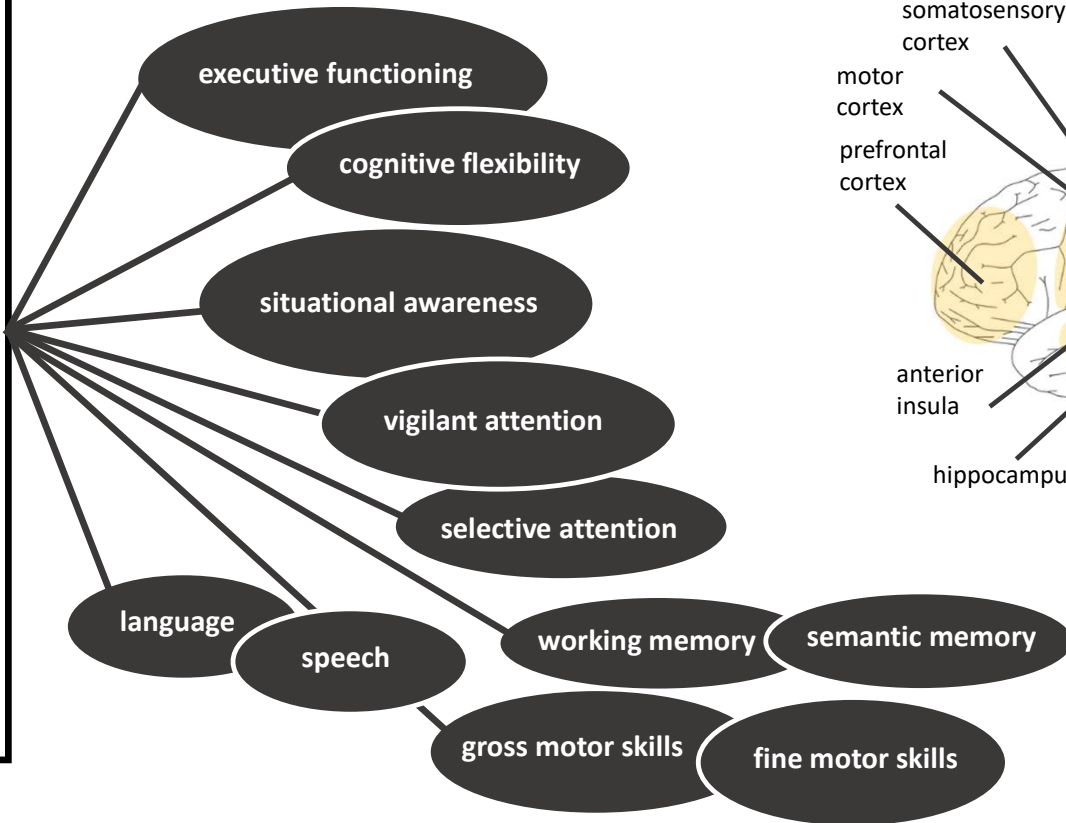 executive functioning
cognitive flexibility
situational awareness
vigilant attention
selective attention
language
speech
working memory
semantic memory
gross motor skills
fine motor skills
somatosensory
cortex
motor
cortex
prefrontal
cortex
anterior
insula
hippocampu